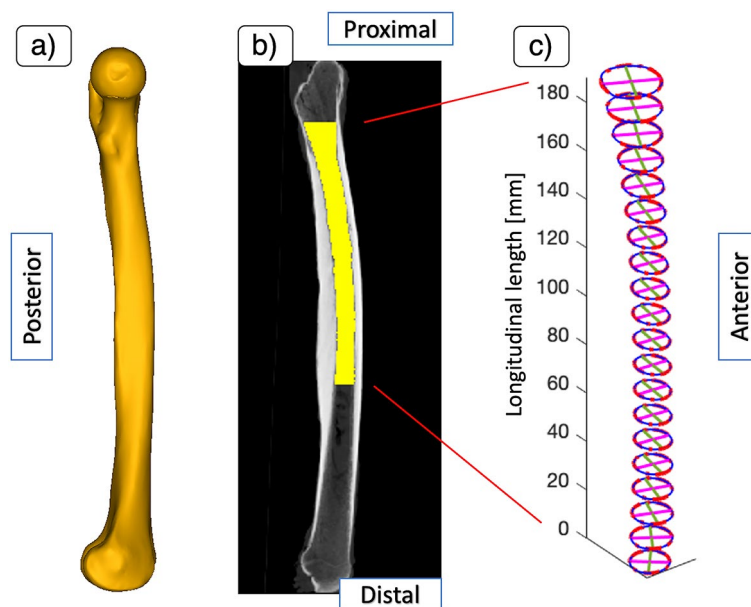 a)
b)
Proximal
c)
Posterior
Distal
Longitudinal length [mm]
180
160
140
120
100
80
60
40
20
0
Anterior